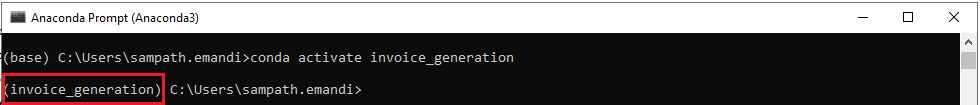 Anaconda Prompt (Anaconda3)
(base) C:\Users\sampath.emandi>conda activate invoice_generation
(invoice_generation) C:\Users\sampath.emandi>